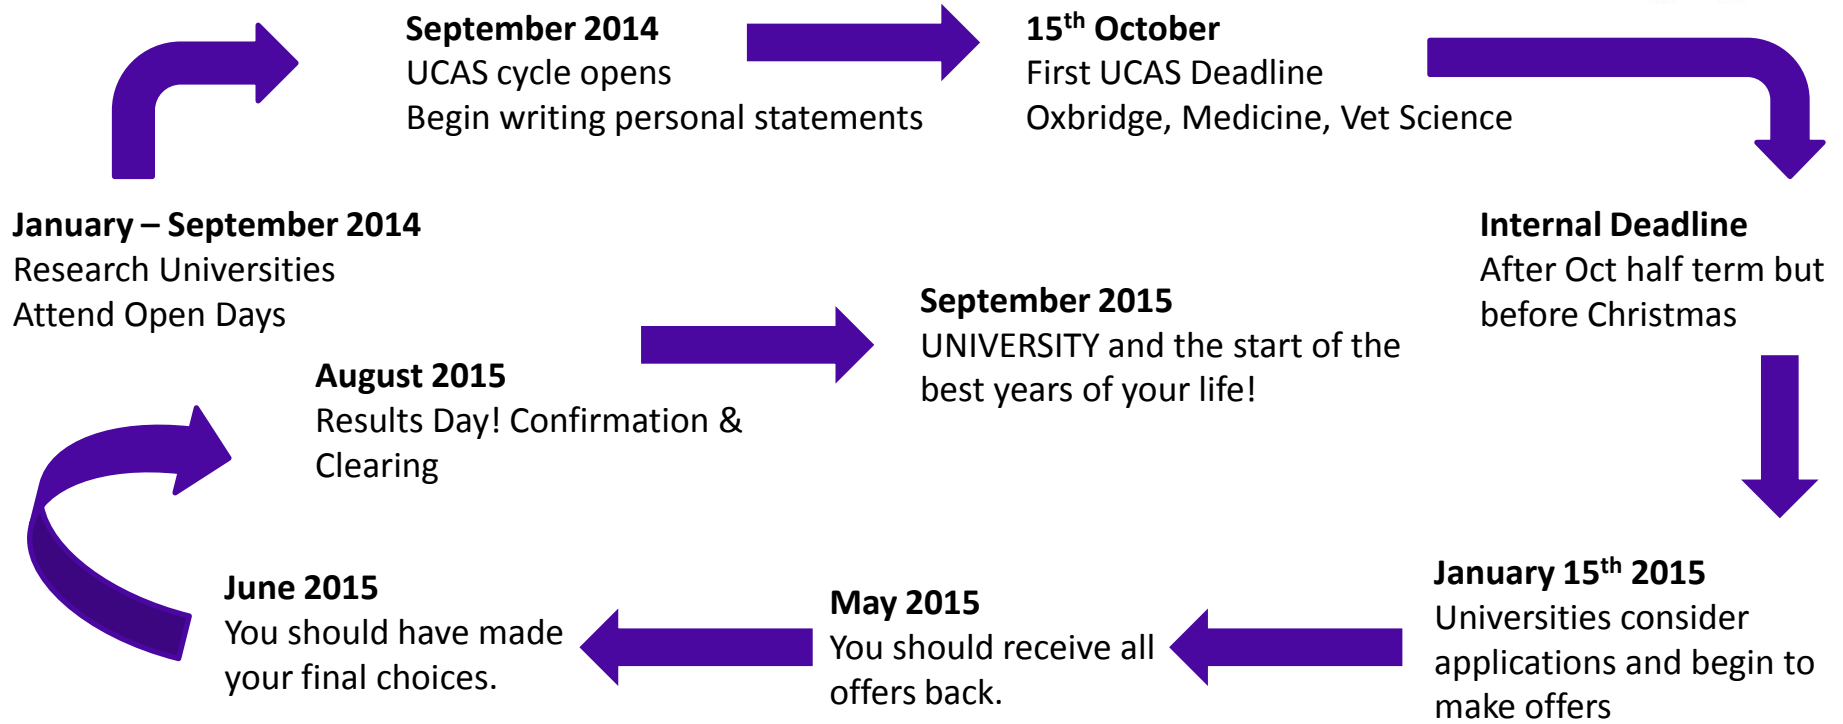 January – September 2014
Research Universities
Attend Open Days
September 2014
UCAS cycle opens
Begin writing personal statements
15th October
First UCAS Deadline
Oxbridge, Medicine, Vet Science
Internal Deadline
After Oct half term but
before Christmas
January 15th 2015
Universities consider
applications and begin to
make offers
May 2015
You should receive all
offers back.
June 2015
You should have made
your final choices.
August 2015
Results Day! Confirmation &
Clearing
September 2015
UNIVERSITY and the start of the
best years of your life!